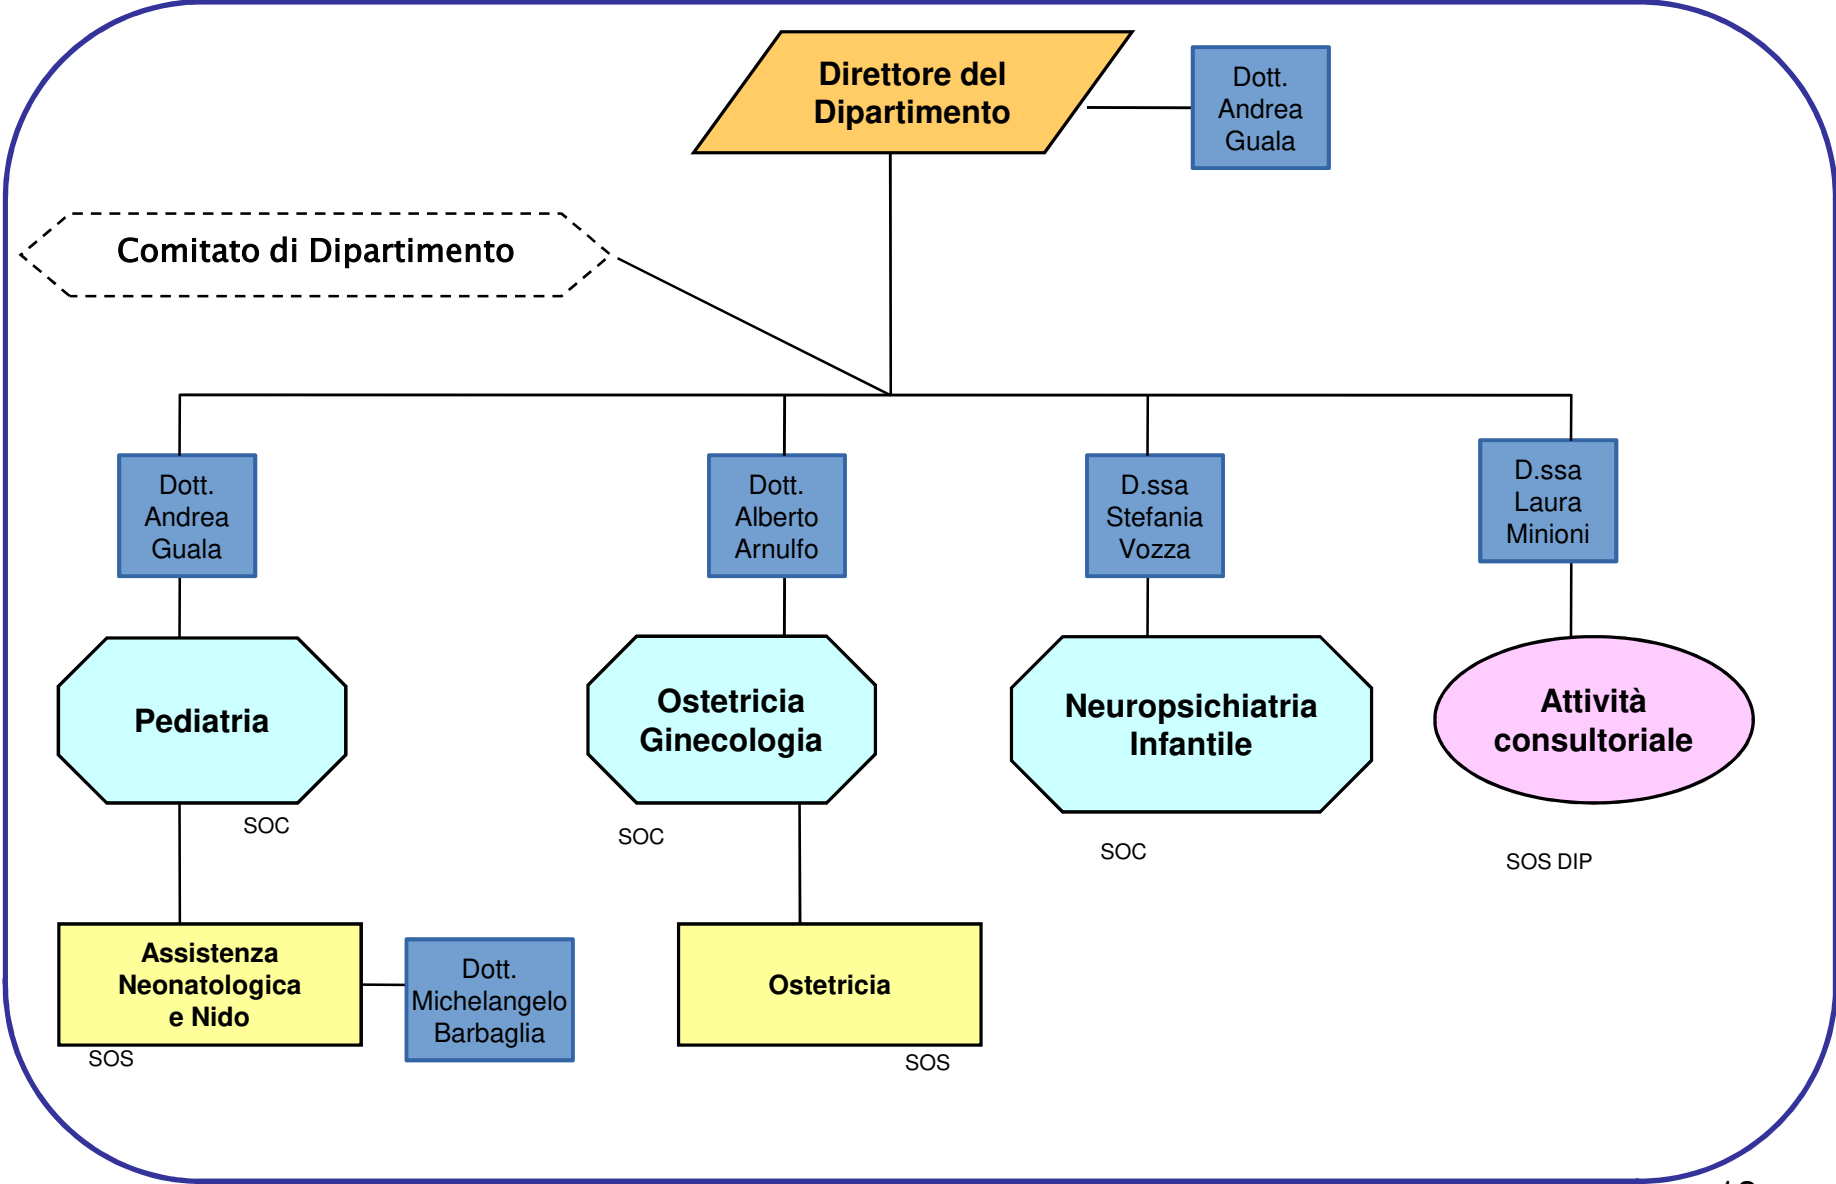 Direttore del
Dipartimento
Dott.
Andrea
Guala
Comitato di Dipartimento
Dott.
Andrea
Guala
Dott.
Alberto
Arnulfo
D.ssa
Stefania
Vozza
D.ssa
Laura
Minioni
Pediatria
Ostetricia
Ginecologia
Neuropsichiatria
Infantile
Attività
consultoriale
SOC
SOC
SOC
SOS DIP
Assistenza
Neonatologica
e Nido
Dott.
Michelangelo
Barbaglia
Ostetricia
SOS
SOS